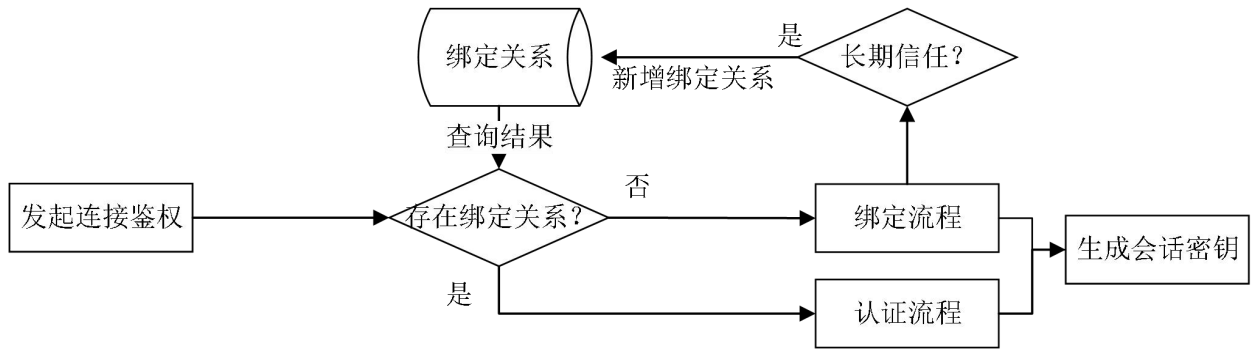 绑定关系
是
长期信任？
新增绑定关系
查询结果
发起连接鉴权
存在绑定关系？
否
绑定流程
生成会话密钥
是
认证流程